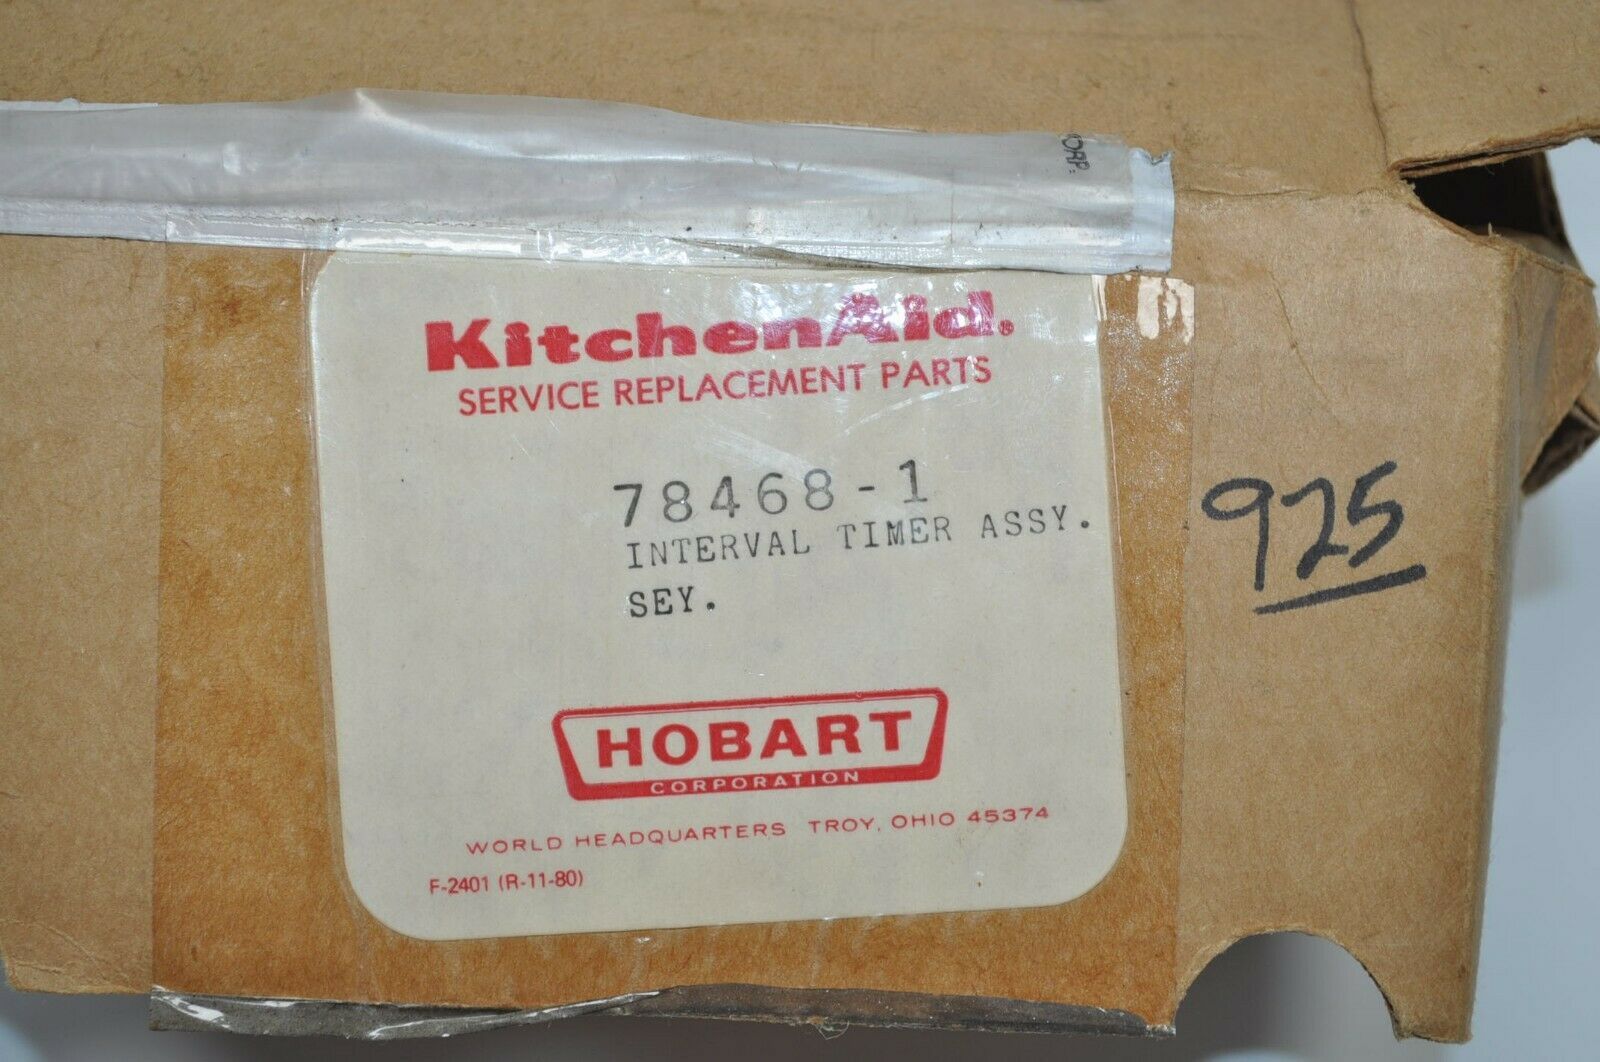 CORP.
KitchenAid®
SERVICE REPLACEMENT PARTS
78468-1
INTERVAL TIMER ASSY.
SEY.
925
HOBART
CORPORATION
WORLD HEADQUARTERS TROY, OHIO 45374
F-2401 (R-11-80)